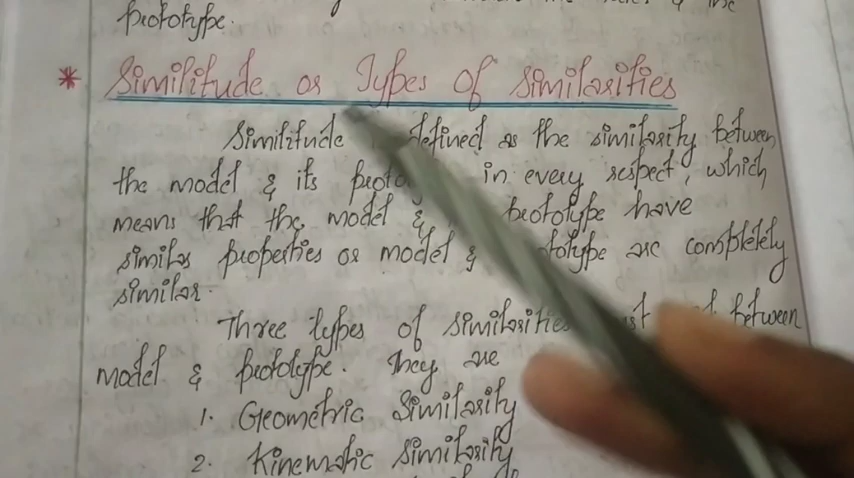 prototype.
* Similitude or Types of Similarities
Similitude defined as the similarity between
the model & its in every respect, which
means that the model & prototype have
similar properties or model & are completely
similar.
Three types of similarities between
model & prototype. They are
1. Geometric Similarity
2. Kinematic Similarity